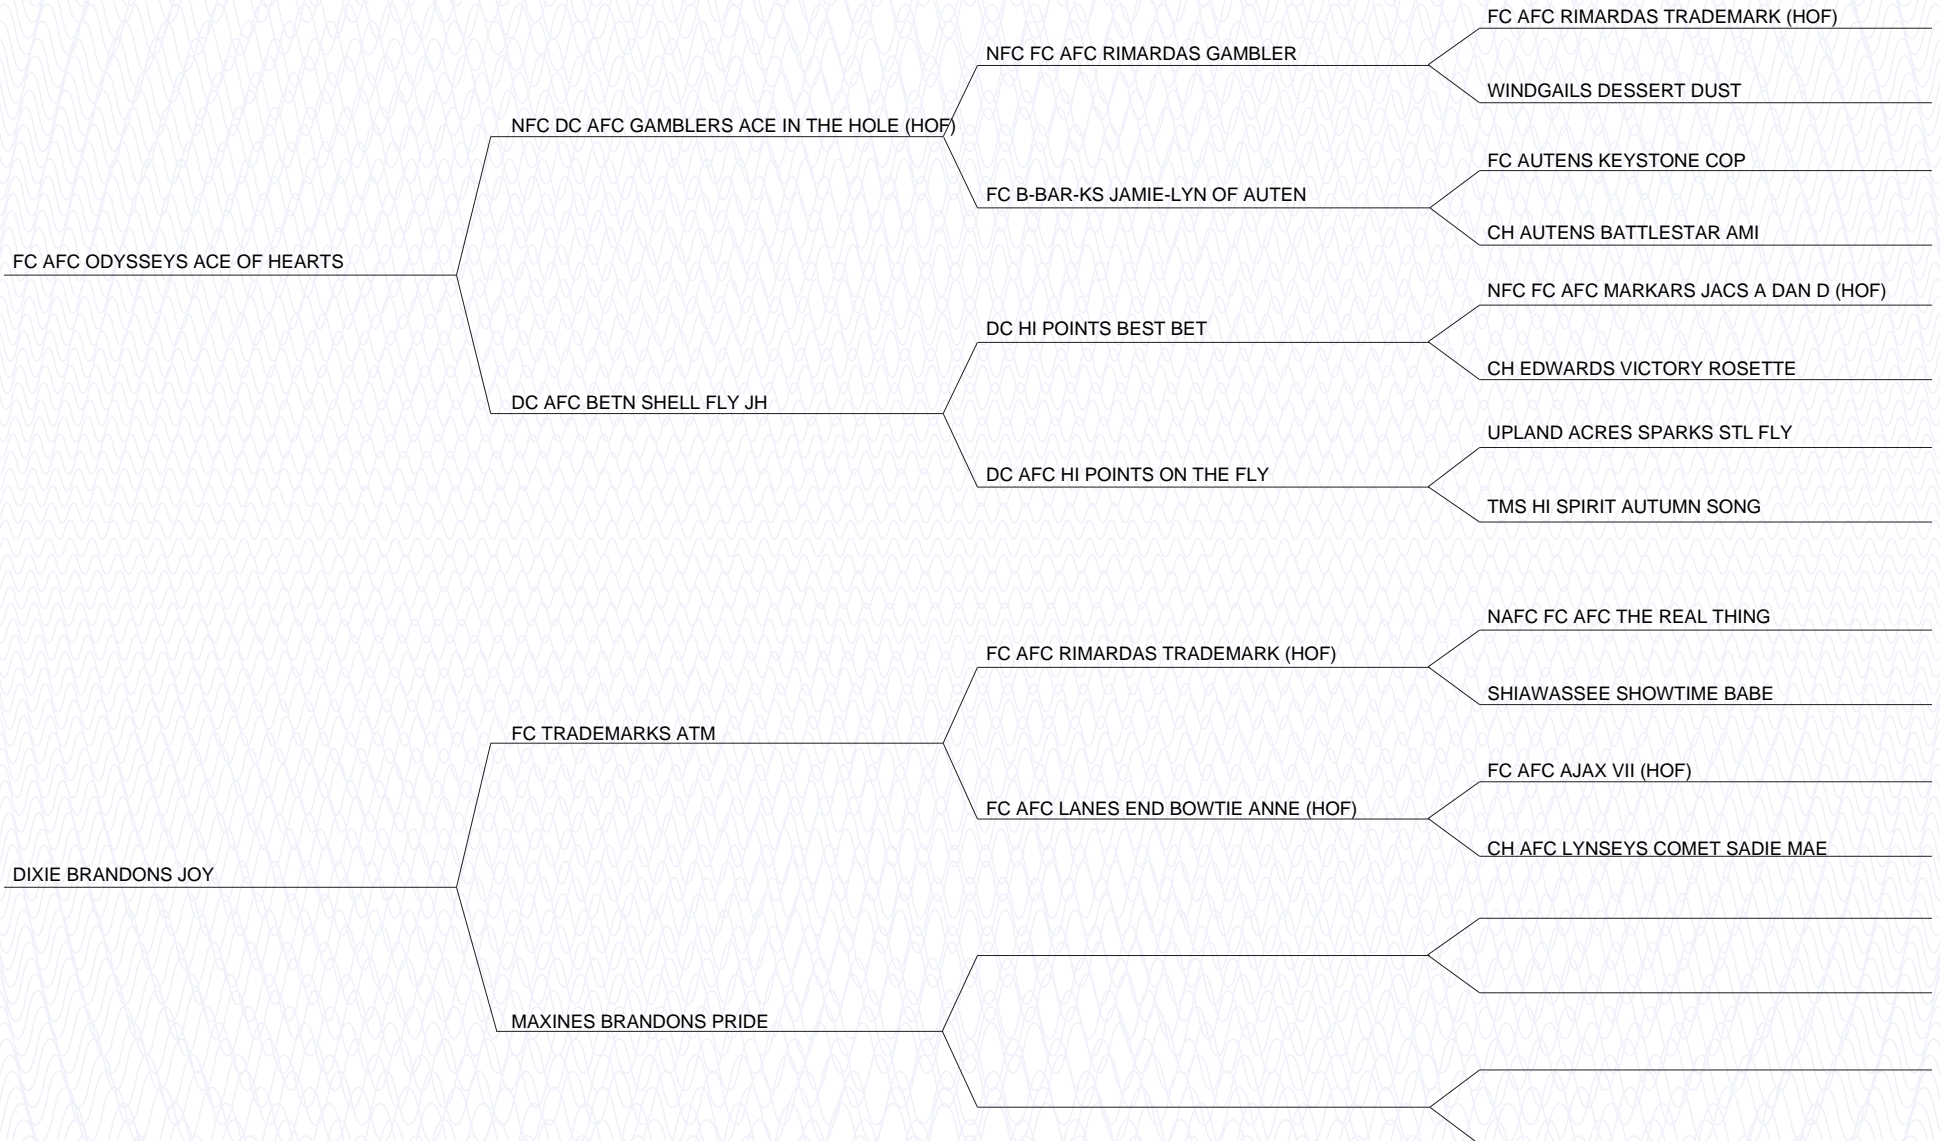 FC AFC RIMARDAS TRADEMARK (HOF)
NFC FC AFC RIMARDAS GAMBLER
WINDGAILS DESSERT DUST
NFC DC AFC GAMBLERS ACE IN THE HOLE (HOF)
FC AUTENS KEYSTONE COP
FC B-BAR-KS JAMIE-LYN OF AUTEN
CH AUTENS BATTLESTAR AMI
FC AFC ODYSSEYS ACE OF HEARTS
NFC FC AFC MARKARS JACS A DAN D (HOF)
DC HI POINTS BEST BET
CH EDWARDS VICTORY ROSETTE
DC AFC BETN SHELL FLY JH
UPLAND ACRES SPARKS STL FLY
DC AFC HI POINTS ON THE FLY
TMS HI SPIRIT AUTUMN SONG
NAFC FC AFC THE REAL THING
FC AFC RIMARDAS TRADEMARK (HOF)
SHIAWASSEE SHOWTIME BABE
FC TRADEMARKS ATM
FC AFC AJAX VII (HOF)
FC AFC LANES END BOWTIE ANNE (HOF)
CH AFC LYNSEYS COMET SADIE MAE
DIXIE BRANDONS JOY
MAXINES BRANDONS PRIDE